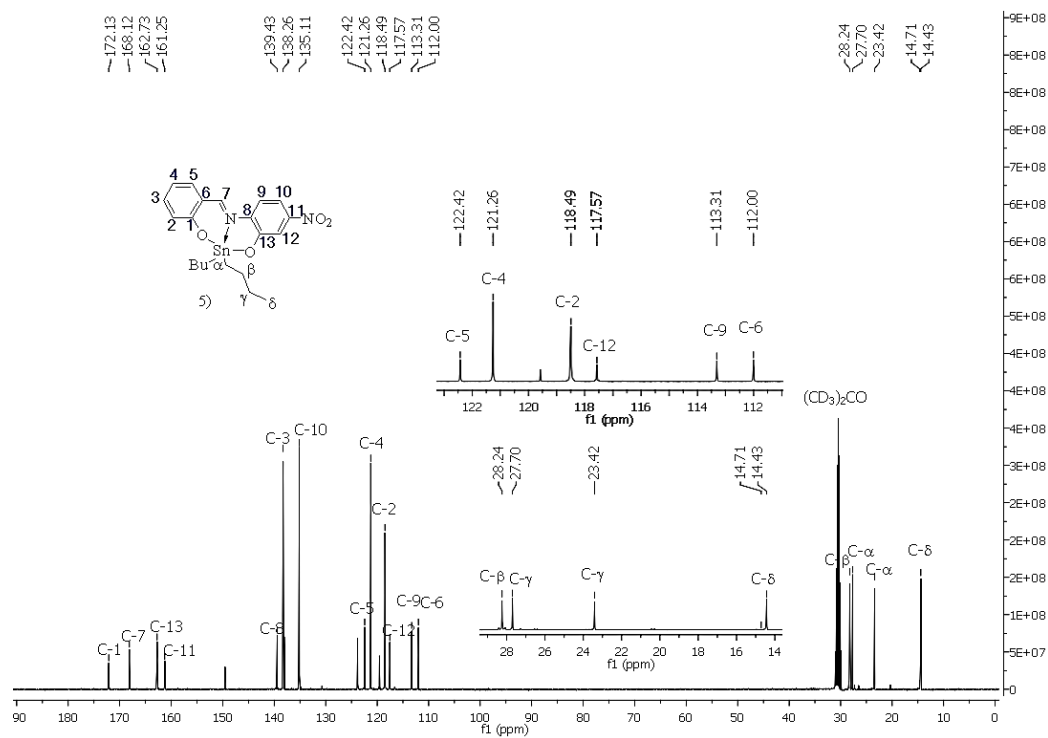 172.13
168.12
162.73
161.25
139.43
138.26
135.11
122.42
121.26
118.49
117.57
113.31
112.00
28.24
27.70
23.42
14.71
14.43
9E+08
8E+08
8E+08
8E+08
7E+08
6E+08
6E+08
5E+08
5E+08
4E+08
4E+08
4E+08
3E+08
2E+08
2E+08
2E+08
1E+08
5E+07
0
4
5
3
6
7
9
10
2
1
N
8
11
NO2
13
12
O
Sn
O
Bu
α
β
γ
δ
5)
122.42
121.26
118.49
117.57
113.31
112.00
C-4
C-2
C-5
C-12
C-9
C-6
122 120 118 116 114 112
f1 (ppm)
(CD3)2CO
28.24
27.70
23.42
14.71
14.43
C-β
C-γ
C-γ
C-δ
28 26 24 22 20 18 16 14
f1 (ppm)
C-1
C-7
C-13
C-11
C-8
C-3
C-10
C-5
C-4
C-2
C-12
C-9
C-6
C-β
C-α
C-α
C-δ
90 180 170 160 150 140 130 120 110 100 90 80 70 60 50 40 30 20 10 0
f1 (ppm)